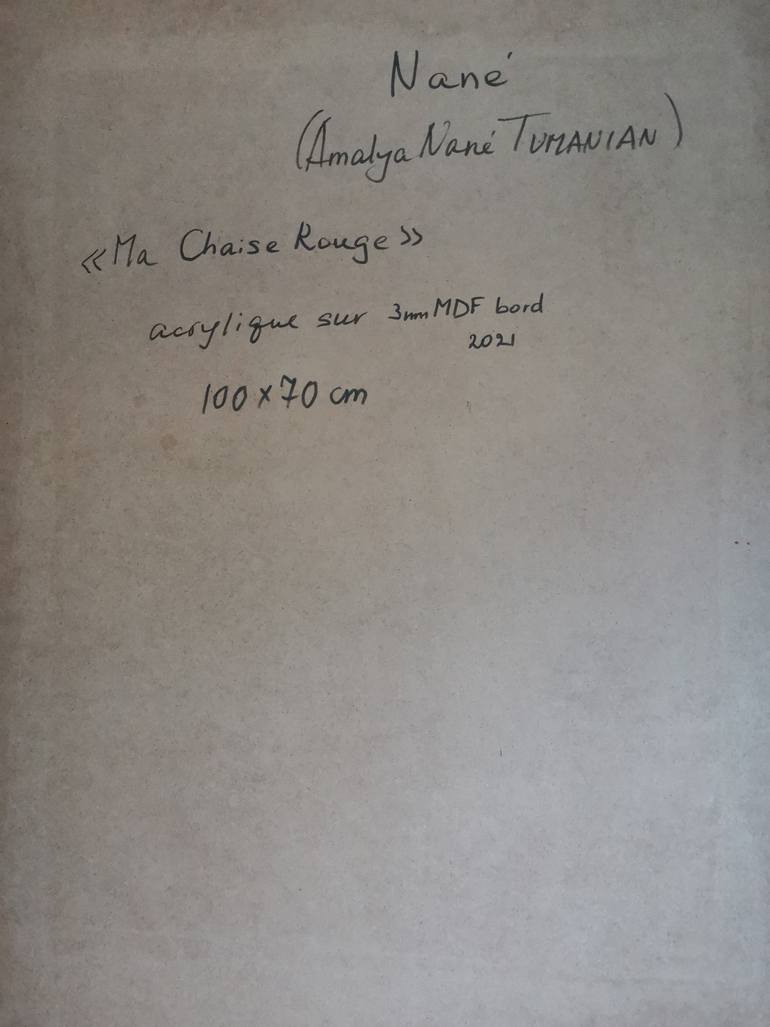 Nané
(Amalya Nané TUMANIAN)
«Ma Chaise Rouge»
acrylique sur 3mm MDF bord
2021
100 x 70 cm